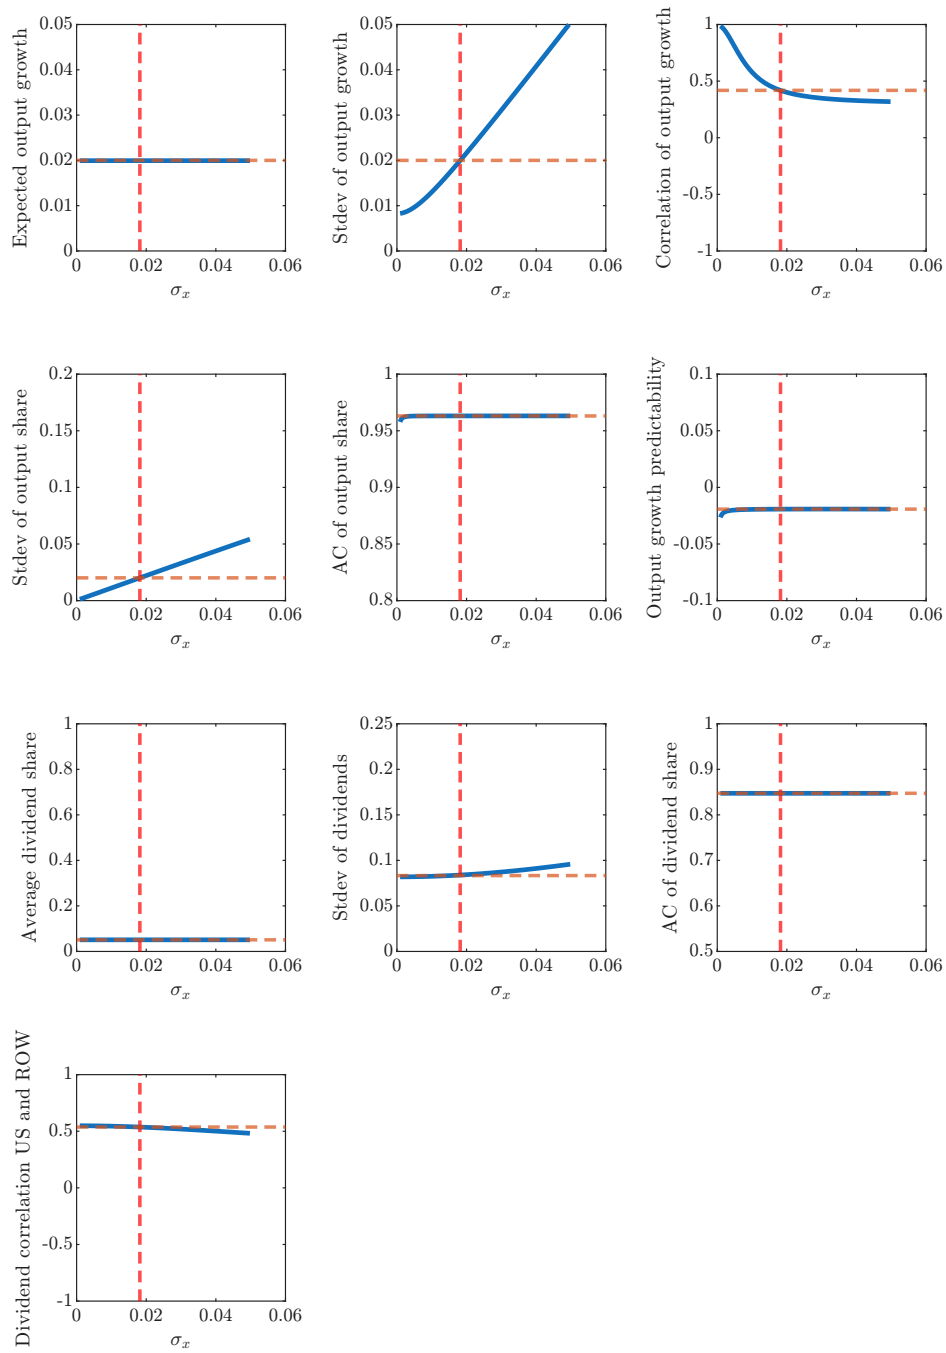 Expected output growth
0.05
0.04
0.03
0.02
0.01
0
0 0.02 0.04 0.06
σx
Stdev of output growth
0.05
0.04
0.03
0.02
0.01
0
0 0.02 0.04 0.06
σx
Correlation of output growth
1
0.5
0
-0.5
-1
0 0.02 0.04 0.06
σx
Stdev of output share
0.2
0.15
0.1
0.05
0
0 0.02 0.04 0.06
σx
AC of output share
1
0.95
0.9
0.85
0.8
0 0.02 0.04 0.06
σx
Output growth predictability
0.1
0.05
0
-0.05
-0.1
0 0.02 0.04 0.06
σx
Average dividend share
1
0.8
0.6
0.4
0.2
0
0 0.02 0.04 0.06
σx
Stdev of dividends
0.25
0.2
0.15
0.1
0.05
0
0 0.02 0.04 0.06
σx
AC of dividend share
1
0.9
0.8
0.7
0.6
0.5
0 0.02 0.04 0.06
σx
Dividend correlation US and ROW
1
0.5
0
-0.5
-1
0 0.02 0.04 0.06
σx